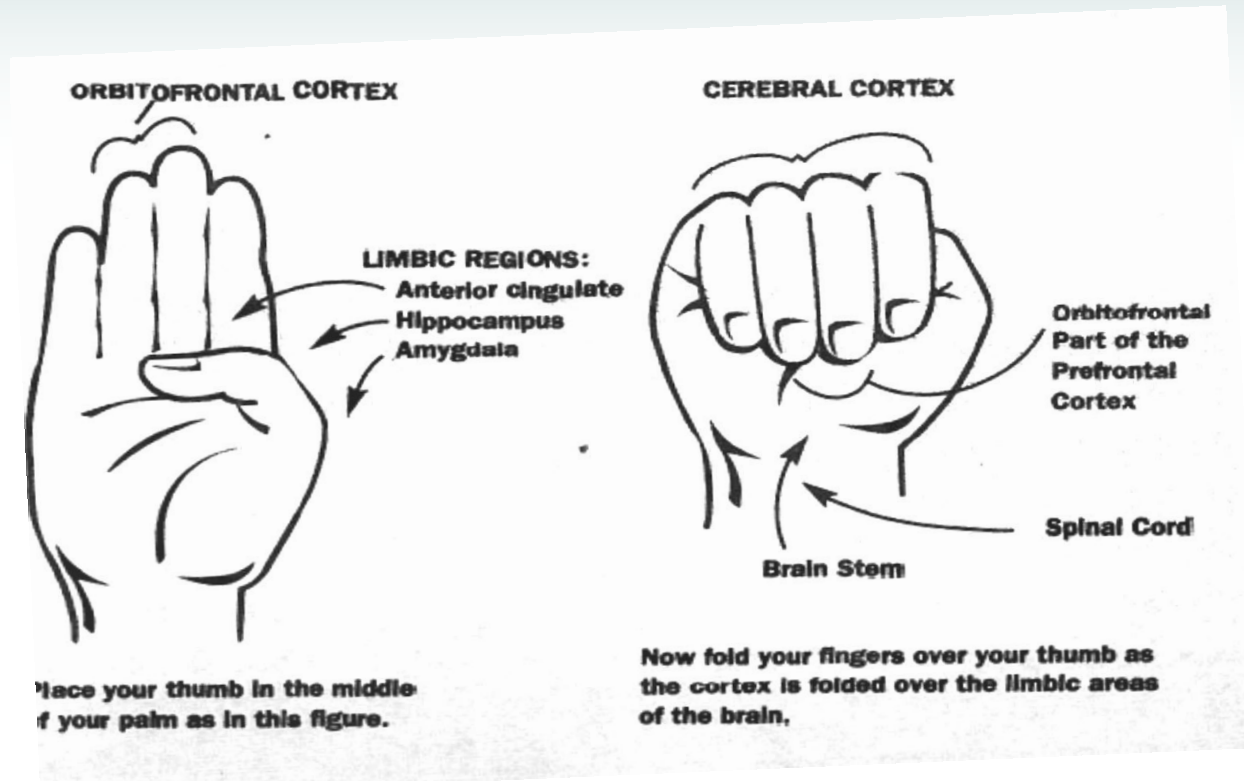 ORBITOFRONTAL CORTEX
LIMBIC REGIONS:
Anterior cingulate
Hippocampus
Amygdala
Place your thumb in the middle
of your palm as in this figure.
CEREBRAL CORTEX
Orbitofrontal
Part of the
Prefrontal
Cortex
Spinal Cord
Brain Stem
Now fold your fingers over your thumb as
the cortex is folded over the limbic areas
of the brain.